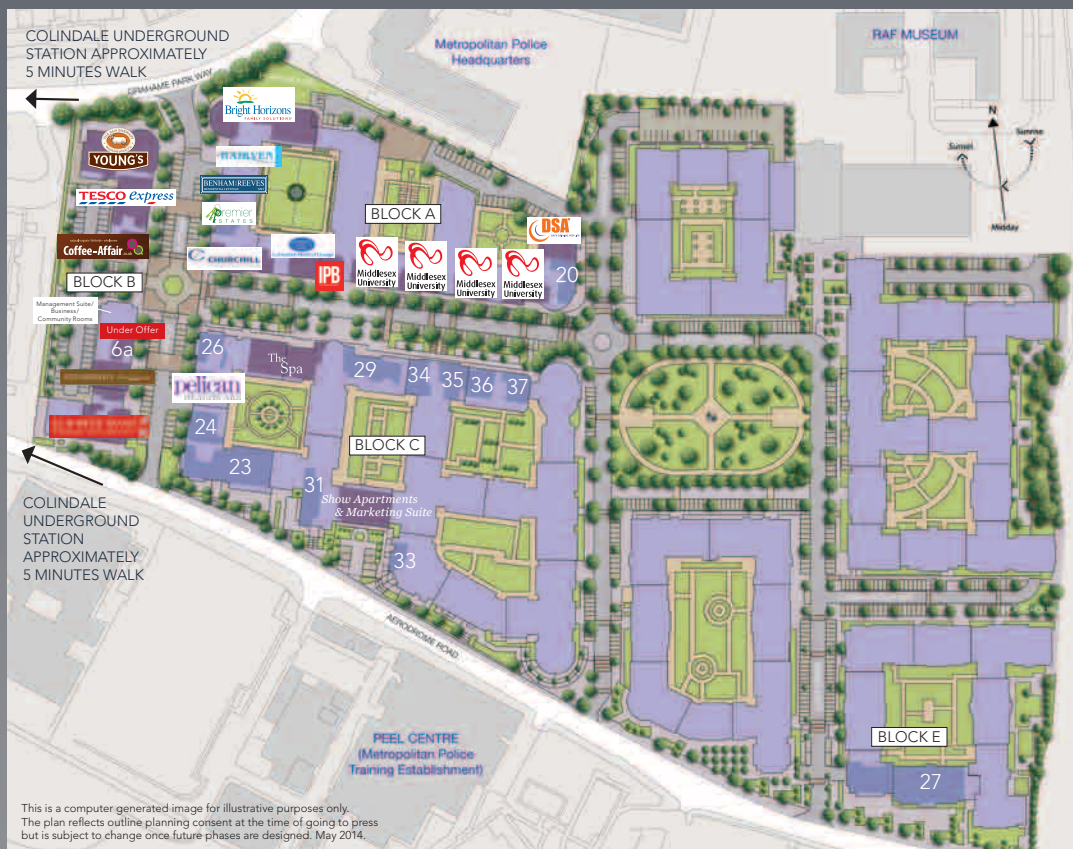 COLINDALE UNDERGROUND
STATION APPROXIMATELY
5 MINUTES WALK
GRAHAME PARK WAY
Metropolitan Police
Headquarters
RAF MUSEUM
N
Sunrise
Sunset
Midday
Bright Horizons
FAMILY SOLUTIONS
YOUNG'S
TESCO express
BENHAM & REEVES
Premier
ESTATES
Coffee-Affair
CHURCHILL
IPB
BLOCK A
Middlesex
University
Middlesex
University
Middlesex
University
Middlesex
University
DSA
20
BLOCK B
Management Suite/
Business/
Community Rooms
Under Offer
6a
26
The
Spa
29
34
35
36
37
pelican
24
23
BLOCK C
31
Show Apartments
& Marketing Suite
33
COLINDALE
UNDERGROUND
STATION
APPROXIMATELY
5 MINUTES WALK
AERODROME ROAD
PEEL CENTRE
(Metropolitan Police
Training Establishment)
BLOCK E
27
This is a computer generated image for illustrative purposes only.
The plan reflects outline planning consent at the time of going to press
but is subject to change once future phases are designed. May 2014.